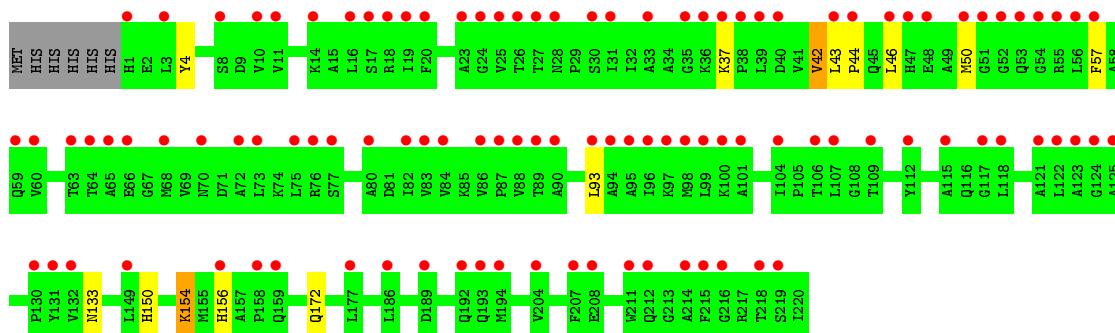 MET HIS HIS HIS HIS HIS H1 E2 L3 Y4 S8 D9 V10 V11 K14 A15 L16 S17 R18 I19 F20 A23 G24 V25 T26 T27 N28 P29 S30 I31 I32 A33 A34 G35 K36 K37 P38 L39 D40 V41 V42 L43 P44 Q45 L46 H47 E48 A49 M50 G51 G52 Q53 G54 R55 L56 F57 A58
Q59 V60 T63 T64 A65 E66 G67 M68 V69 N70 D71 A72 L73 K74 L75 R76 S77 A80 D81 I82 V83 V84 K85 V86 P87 V88 T89 A90 L93 A94 A95 I96 K97 M98 L99 K100 A101 I104 P105 T106 L107 G108 T109 Y112 A115 Q116 G117 L118 A121 L122 A123 G124 A125
P130 Y131 V132 N133 L149 H150 K154 M155 H156 A157 P158 Q159 Q172 L177 L186 D189 Q192 Q193 M194 V204 F207 E208 W211 Q212 G213 A214 F215 G216 R217 T218 S219 I220